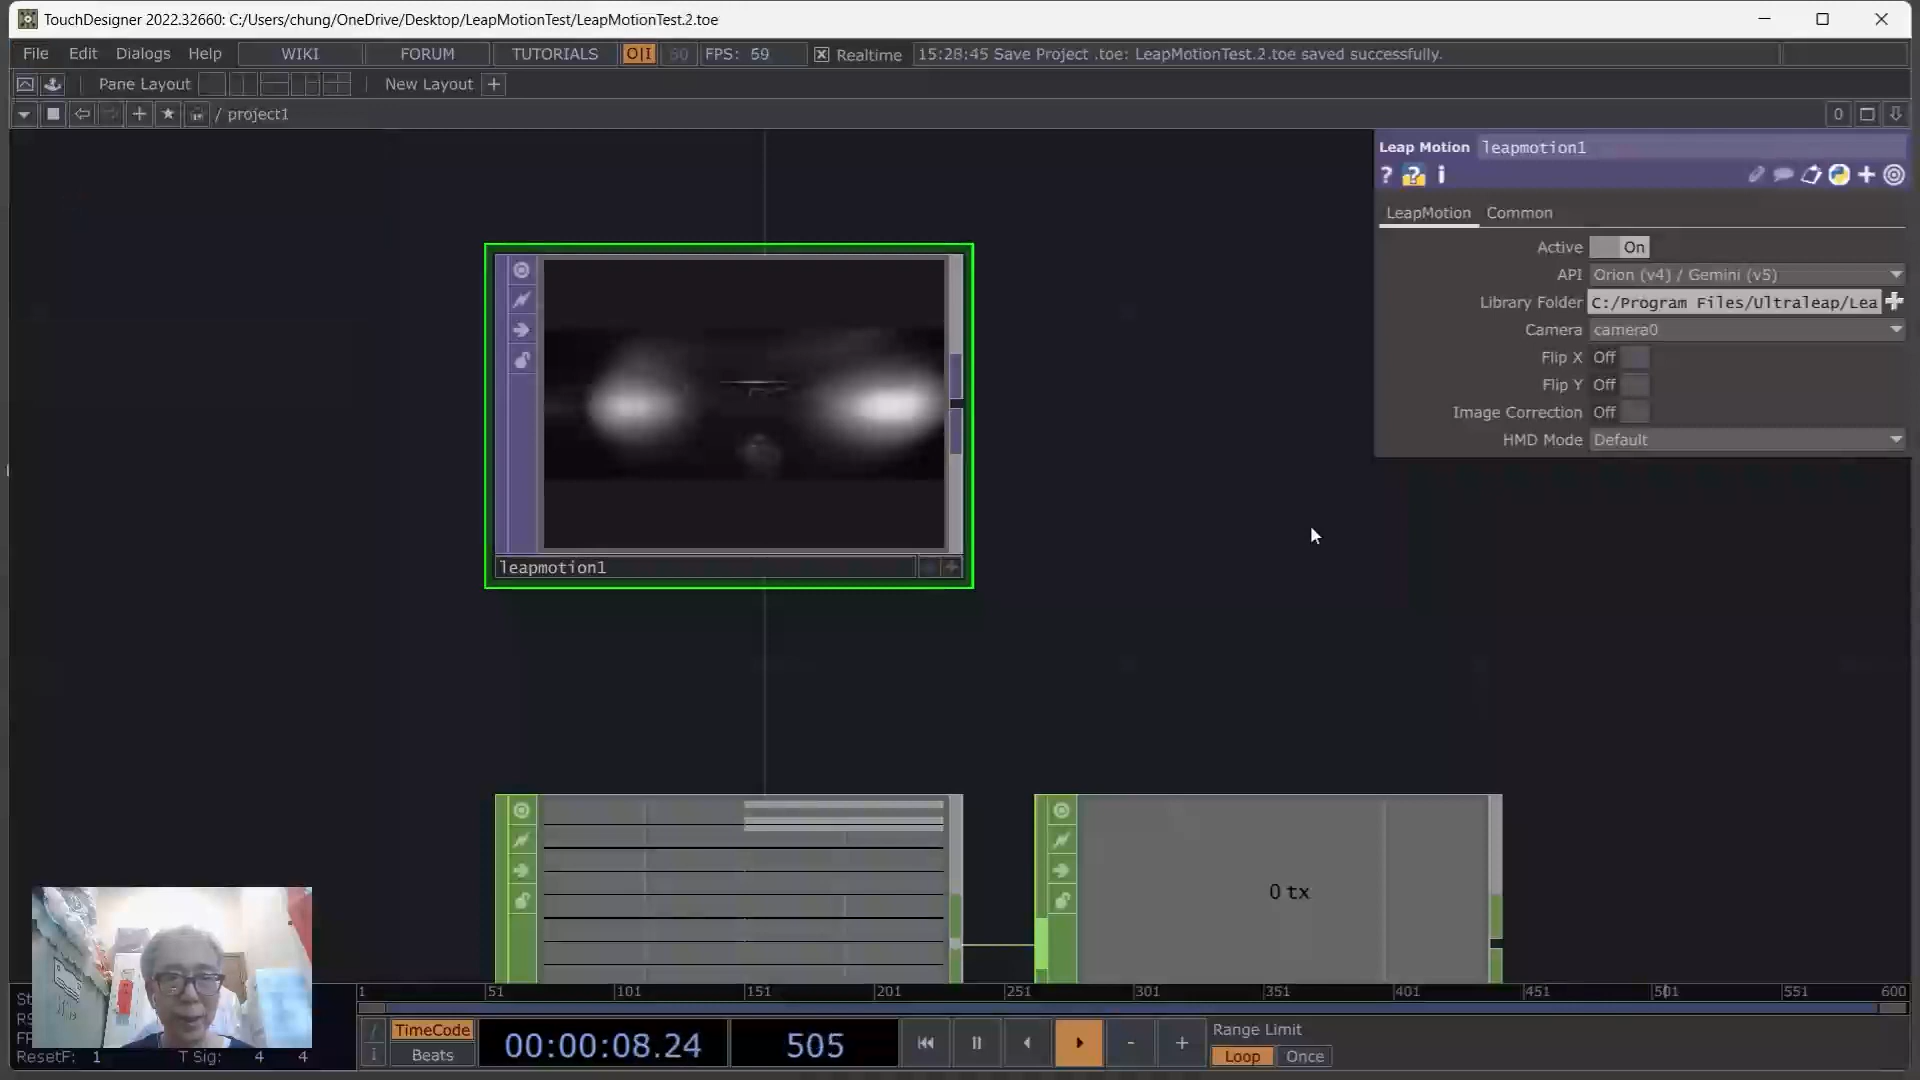 TouchDesigner 2022.32660: C:/Users/chung/OneDrive/Desktop/LeapMotionTest/LeapMotionTest.2.toe
File Edit Dialogs Help WIKI FORUM TUTORIALS O|I 60 FPS: 59 Realtime 15:28:45 Save Project .toe: LeapMotionTest.2.toe saved successfully.
Pane Layout New Layout +
/ project1 0
Leap Motion leapmotion1
? ? i
LeapMotion Common
Active On
API Orion (v4) / Gemini (v5)
Library Folder C:/Program Files/Ultraleap/Lea
Camera camera0
Flip X Off
Flip Y Off
Image Correction Off
HMD Mode Default
leapmotion1
0 tx
1 51 101 151 201 251 301 351 401 451 501 551 600
TimeCode
Beats
00:00:08.24
505
Range Limit
Loop Once
ResetF: 1 T Sig: 4 4